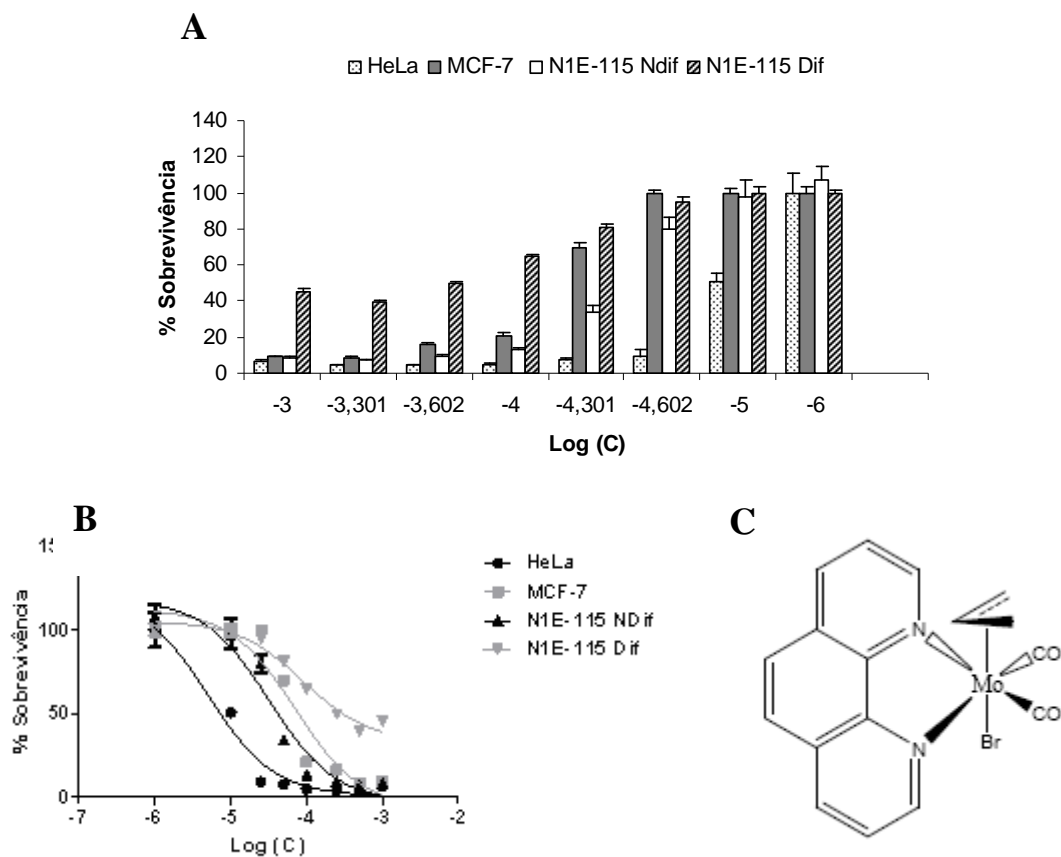 A
HeLa MCF-7 N1E-115 Ndif N1E-115 Dif
140
120
100
80
60
40
20
0
% Sobrevivência
-3 -3,301 -3,602 -4 -4,301 -4,602 -5 -6
Log (C)
B
100
50
0
% Sobrevivência
-7 -6 -5 -4 -3 -2
Log (C)
HeLa
MCF-7
N1E-115 NDif
N1E-115 Dif
C
N
N
Mo
CO
CO
Br